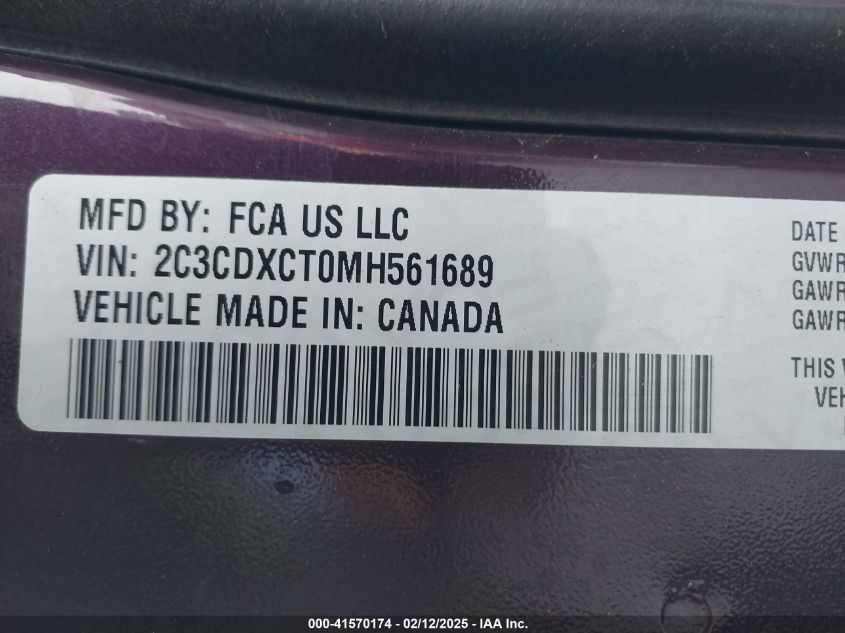 MFD BY: FCA US LLC
VIN: 2C3CDXCT0MH561689
VEHICLE MADE IN: CANADA
DATE
GVWR
GAWR
GAWR
THIS
VEH
000-41570174 — 02/12/2025 — IAA Inc.